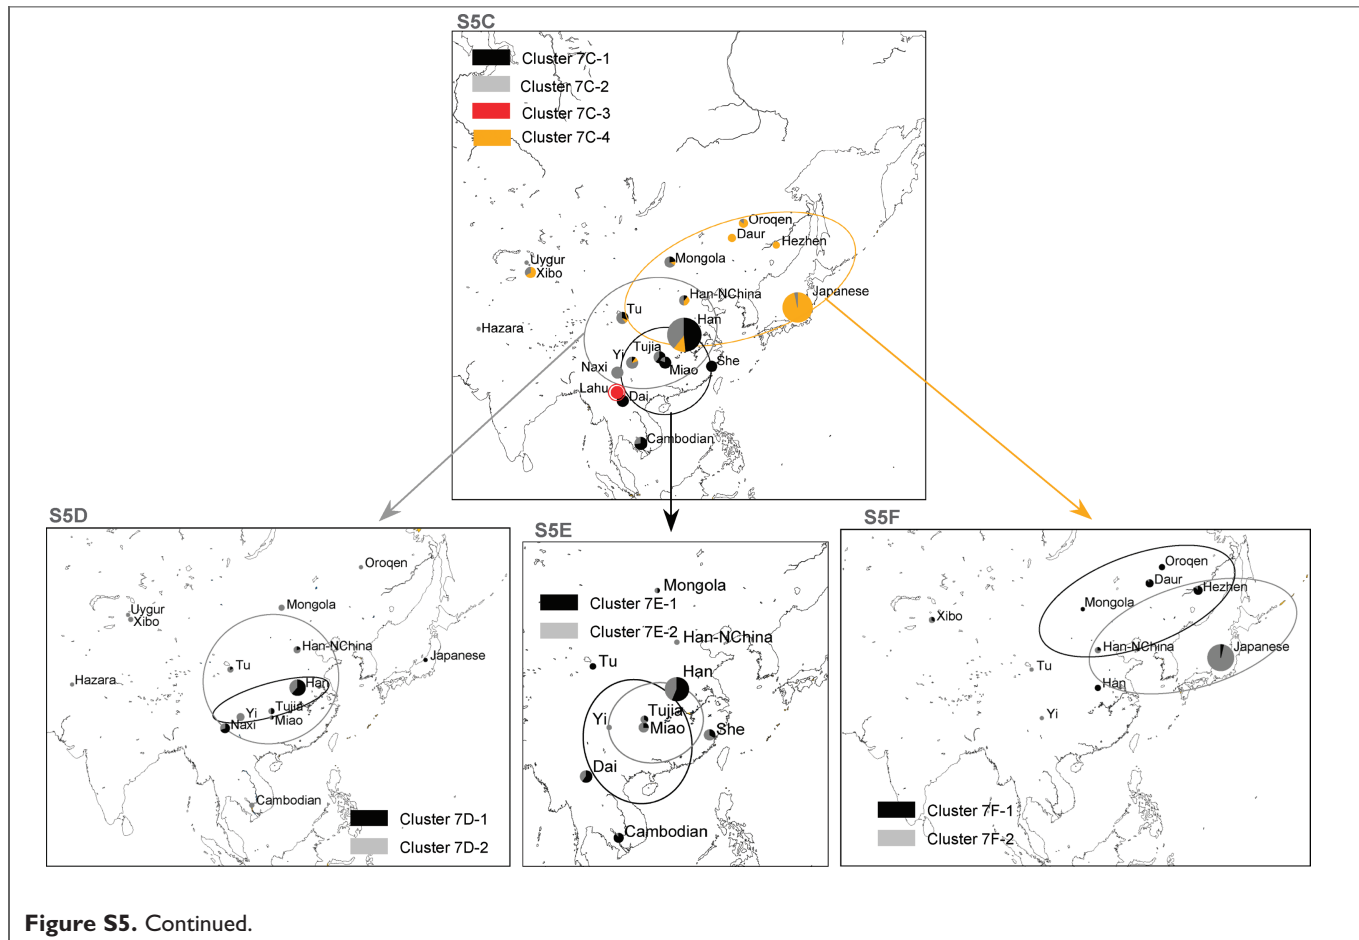 S5C
Cluster 7C-1
Cluster 7C-2
Cluster 7C-3
Cluster 7C-4
Oroqen
Daur
Hezhen
Mongola
Uygur
Xibo
Japanese
Han-NChina
Tu
Han
Hazara
Tujia
Yi
She
Naxi
Miao
Lahu
Dai
Cambodian
S5D
Oroqen
Mongola
Uygur
Xibo
Han-NChina
Japanese
Tu
Hazara
Han
Yi
Tujia
Miao
Naxi
Cambodian
Cluster 7D-1
Cluster 7D-2
S5E
Mongola
Cluster 7E-1
Cluster 7E-2
Han-NChina
Tu
Han
Tujia
Yi
Miao
She
Dai
Cambodian
S5F
Oroqen
Daur
Hezhen
Mongola
Xibo
Han-NChina
Japanese
Tu
Han
Yi
Cluster 7F-1
Cluster 7F-2
Figure S5. Continued.